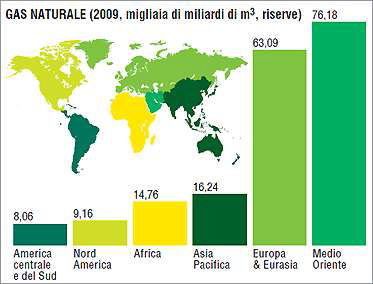 GAS NATURALE (2009, migliaia di miliardi di m³, riserve)
76,18
63,09
16,24
14,76
9,16
8,06
America
centrale
e del Sud
Nord
America
Africa
Asia
Pacifica
Europa
& Eurasia
Medio
Oriente